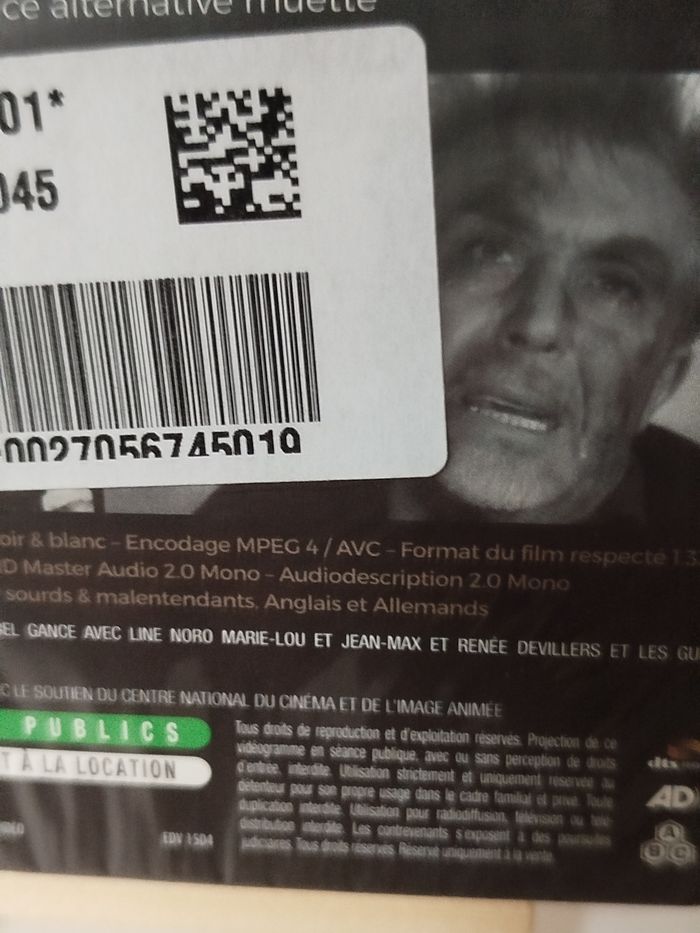 ce alternative muette
01*
045
0027056745019
oir & blanc – Encodage MPEG 4 / AVC – Format du film respecté 1.3
D Master Audio 2.0 Mono – Audiodescription 2.0 Mono
sourds & malentendants, Anglais et Allemands
BEL GANCE AVEC LINE NORO MARIE-LOU ET JEAN-MAX ET RENÉE DEVILLERS ET LES GU
C LE SOUTIEN DU CENTRE NATIONAL DU CINÉMA ET DE L'IMAGE ANIMÉE
PUBLICS
T À LA LOCATION
EDV 1504
Tous droits de reproduction et d'exploitation réservés. Projection de ce
vidéogramme en séance publique, avec ou sans perception de droits
d'entrée, interdite. Utilisation strictement et uniquement réservée au
détenteur pour son propre usage dans le cadre familial et privé. Toute
duplication interdite. Utilisation pour radiodiffusion, télévision ou télé-
distribution interdite. Les contrevenants s'exposent à des poursuites
judiciaires. Tous droits réservés. Réservé uniquement à la vente.
dts
AD
A
B C